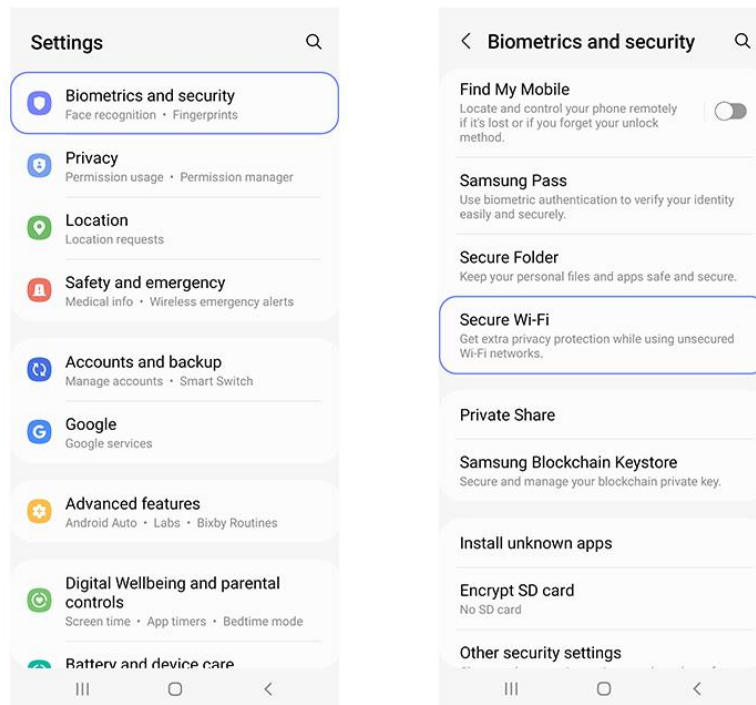 Settings
Biometrics and security
Face recognition • Fingerprints
Privacy
Permission usage • Permission manager
Location
Location requests
Safety and emergency
Medical info • Wireless emergency alerts
Accounts and backup
Manage accounts • Smart Switch
Google
Google services
Advanced features
Android Auto • Labs • Bixby Routines
Digital Wellbeing and parental
controls
Screen time • App timers • Bedtime mode
Battery and device care
Biometrics and security
Find My Mobile
Locate and control your phone remotely
if it's lost or if you forget your unlock
method.
Samsung Pass
Use biometric authentication to verify your identity
easily and securely.
Secure Folder
Keep your personal files and apps safe and secure.
Secure Wi-Fi
Get extra privacy protection while using unsecured
Wi-Fi networks.
Private Share
Samsung Blockchain Keystore
Secure and manage your blockchain private key.
Install unknown apps
Encrypt SD card
No SD card
Other security settings